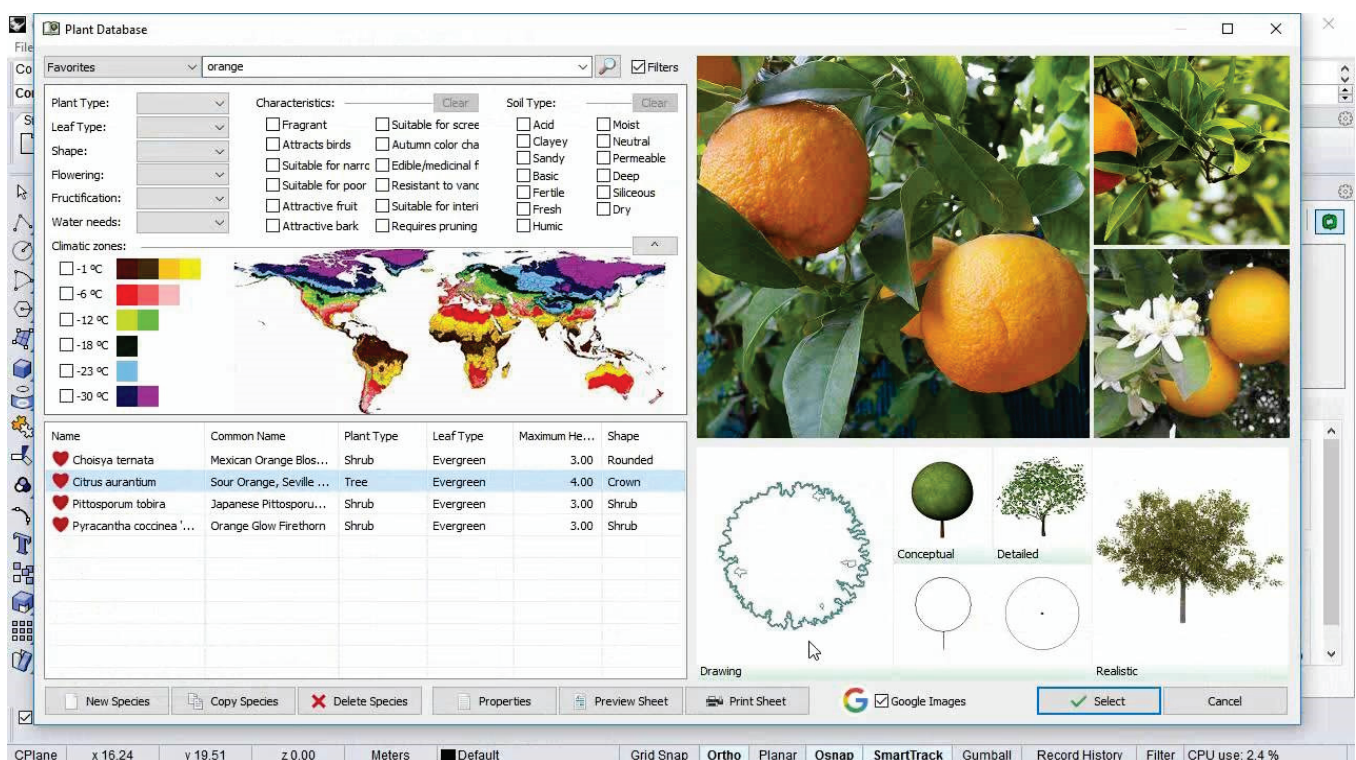 Plant Database
File
Co
Cor
Favorites
orange
Filters
Plant Type:
Leaf Type:
Shape:
Flowering:
Fructification:
Water needs:
Characteristics:
Clear
Fragrant
Suitable for scree
Attracts birds
Autumn color cha
Suitable for narrc
Edible/medicinal f
Suitable for poor
Resistant to vanc
Attractive fruit
Suitable for interi
Attractive bark
Requires pruning
Soil Type:
Clear
Acid
Moist
Clayey
Neutral
Sandy
Permeable
Basic
Deep
Fertile
Siliceous
Fresh
Dry
Humic
Climatic zones:
-1 ºC
-6 ºC
-12 ºC
-18 ºC
-23 ºC
-30 ºC
Name Common Name Plant Type Leaf Type Maximum He... Shape
Choisya ternata Mexican Orange Blos... Shrub Evergreen 3.00 Rounded
Citrus aurantium Sour Orange, Seville ... Tree Evergreen 4.00 Crown
Pittosporum tobira Japanese Pittosporu... Shrub Evergreen 3.00 Shrub
Pyracantha coccinea '... Orange Glow Firethorn Shrub Evergreen 3.00 Shrub
Conceptual
Detailed
Drawing
Realistic
New Species Copy Species Delete Species Properties Preview Sheet Print Sheet Google Images Select Cancel
CPlane x 16.24 y 19.51 z 0.00 Meters Default Grid Snap Ortho Planar Osnap SmartTrack Gumball Record History Filter CPU use: 2.4 %